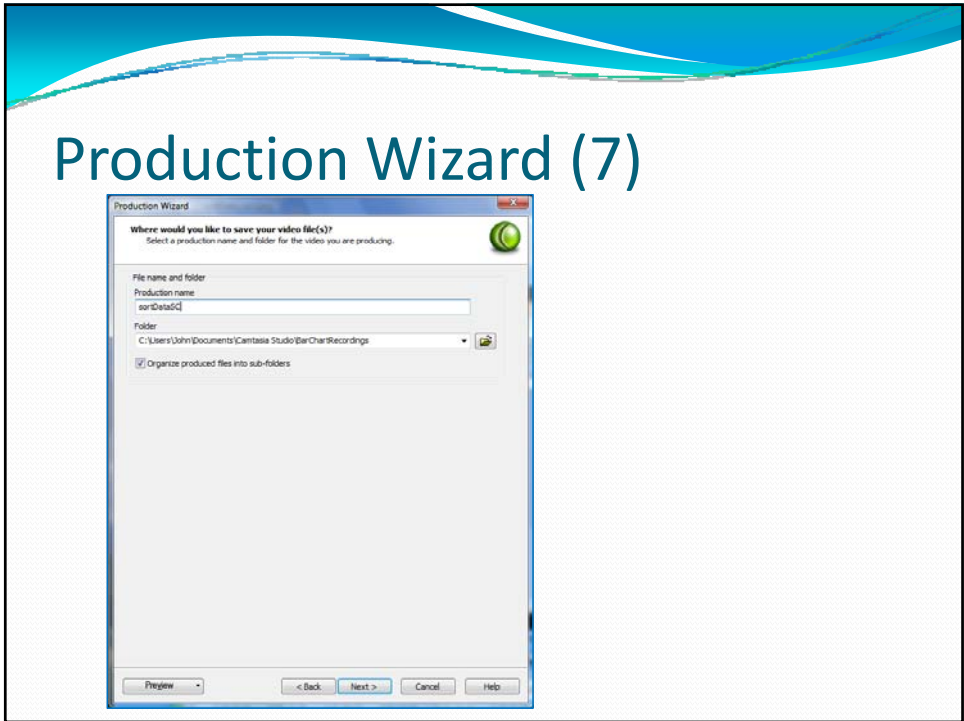 Production Wizard (7)
Production Wizard
Where would you like to save your video file(s)?
Select a production name and folder for the video you are producing.
File name and folder
Production name
sortDataSC
Folder
C:\Users\John\Documents\Camtasia Studio\BarChartRecordings
Organize produced files into sub-folders
Preview
< Back
Next >
Cancel
Help